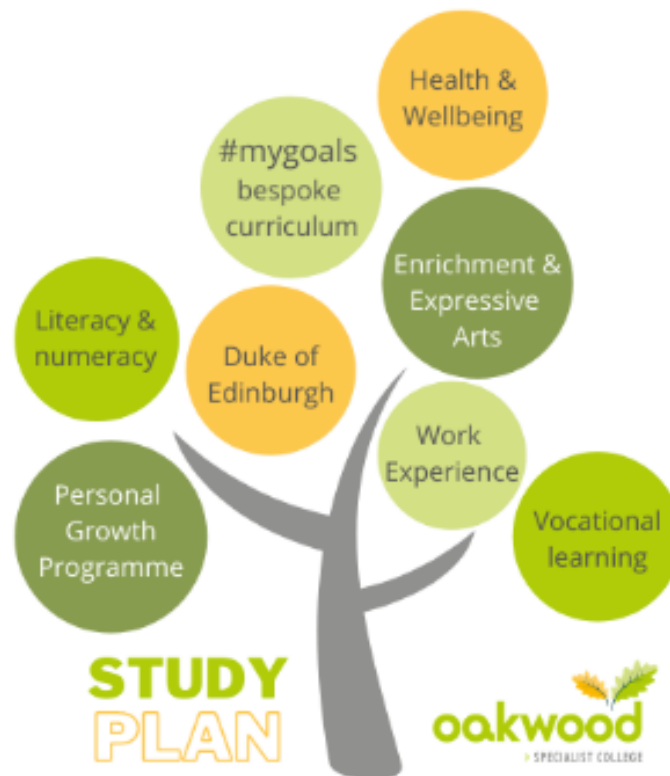 Health &
Wellbeing
#mygoals
bespoke
curriculum
Enrichment &
Expressive
Arts
Literacy &
numeracy
Duke of
Edinburgh
Work
Experience
Personal
Growth
Programme
Vocational
learning
STUDY
PLAN
oakwood
> SPECIALIST COLLEGE